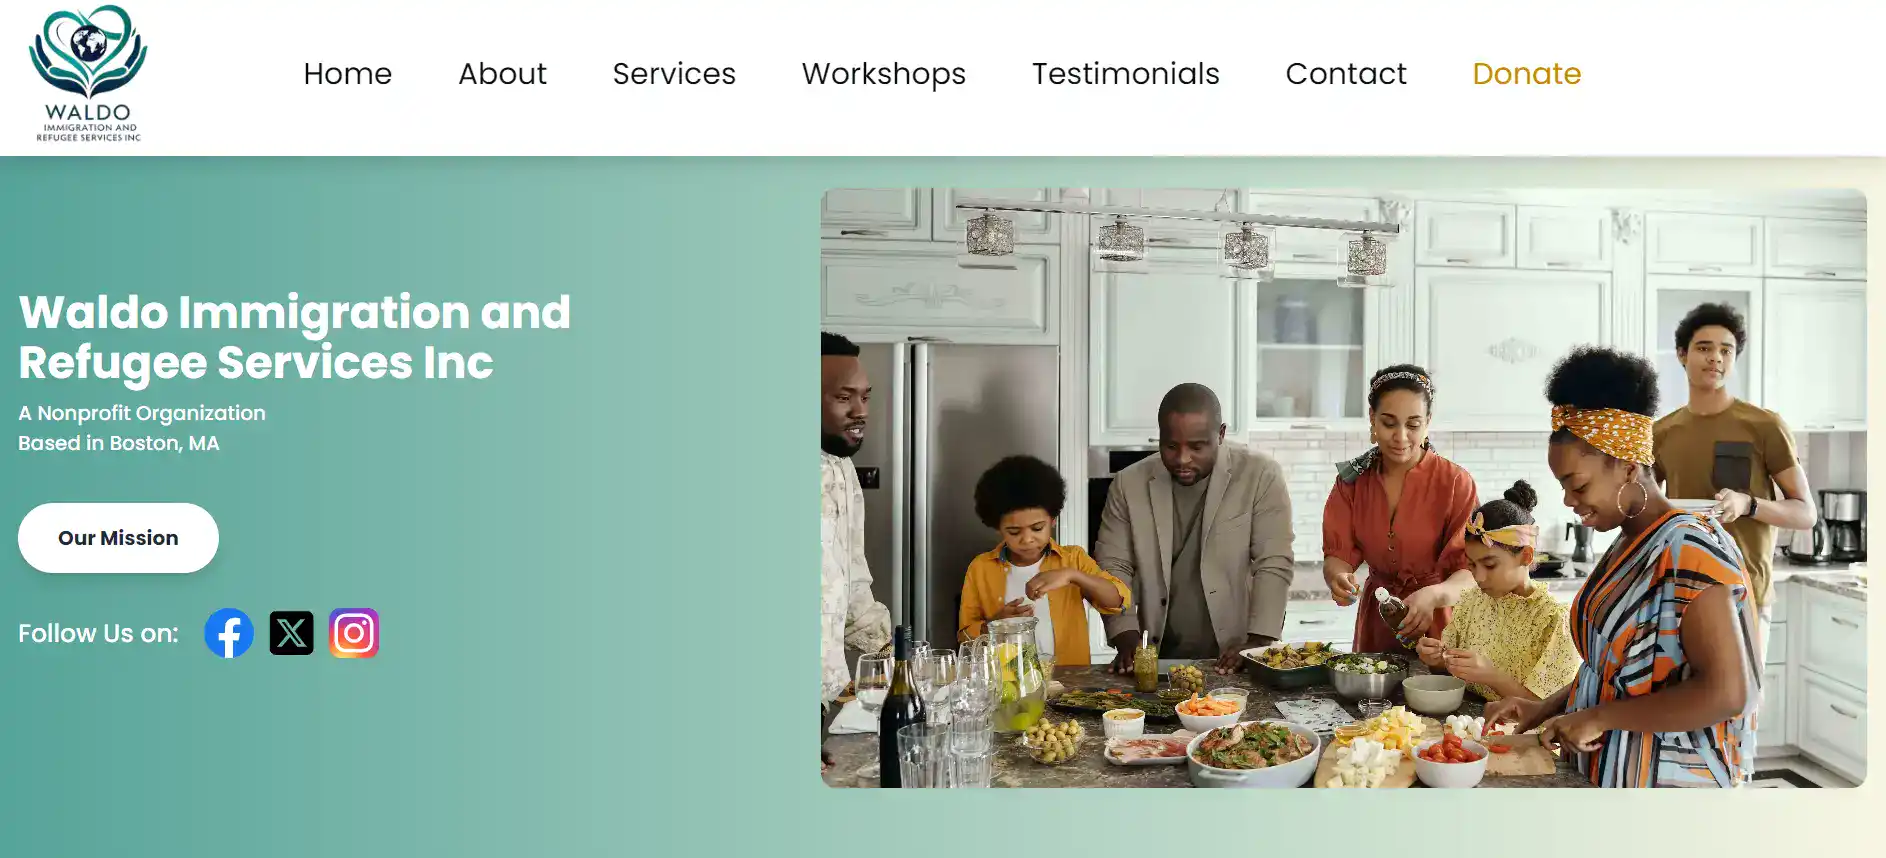 WALDO
IMMIGRATION AND
REFUGEE SERVICES INC
Home About Services Workshops Testimonials Contact Donate
Waldo Immigration and
Refugee Services Inc
A Nonprofit Organization
Based in Boston, MA
Our Mission
Follow Us on: